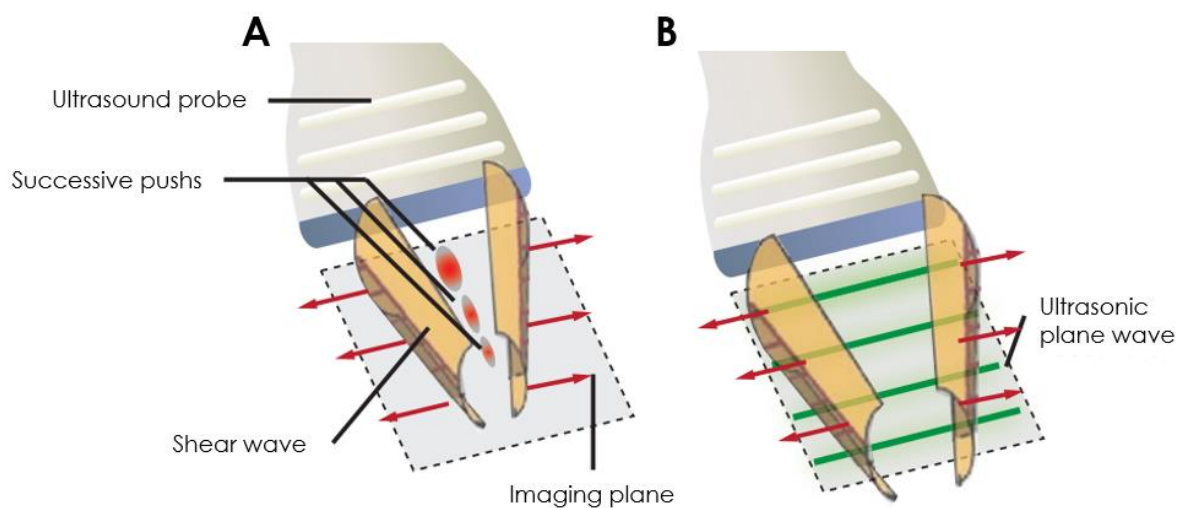 A
B
Ultrasound probe
Successive pushs
Shear wave
Imaging plane
Ultrasonic
plane wave